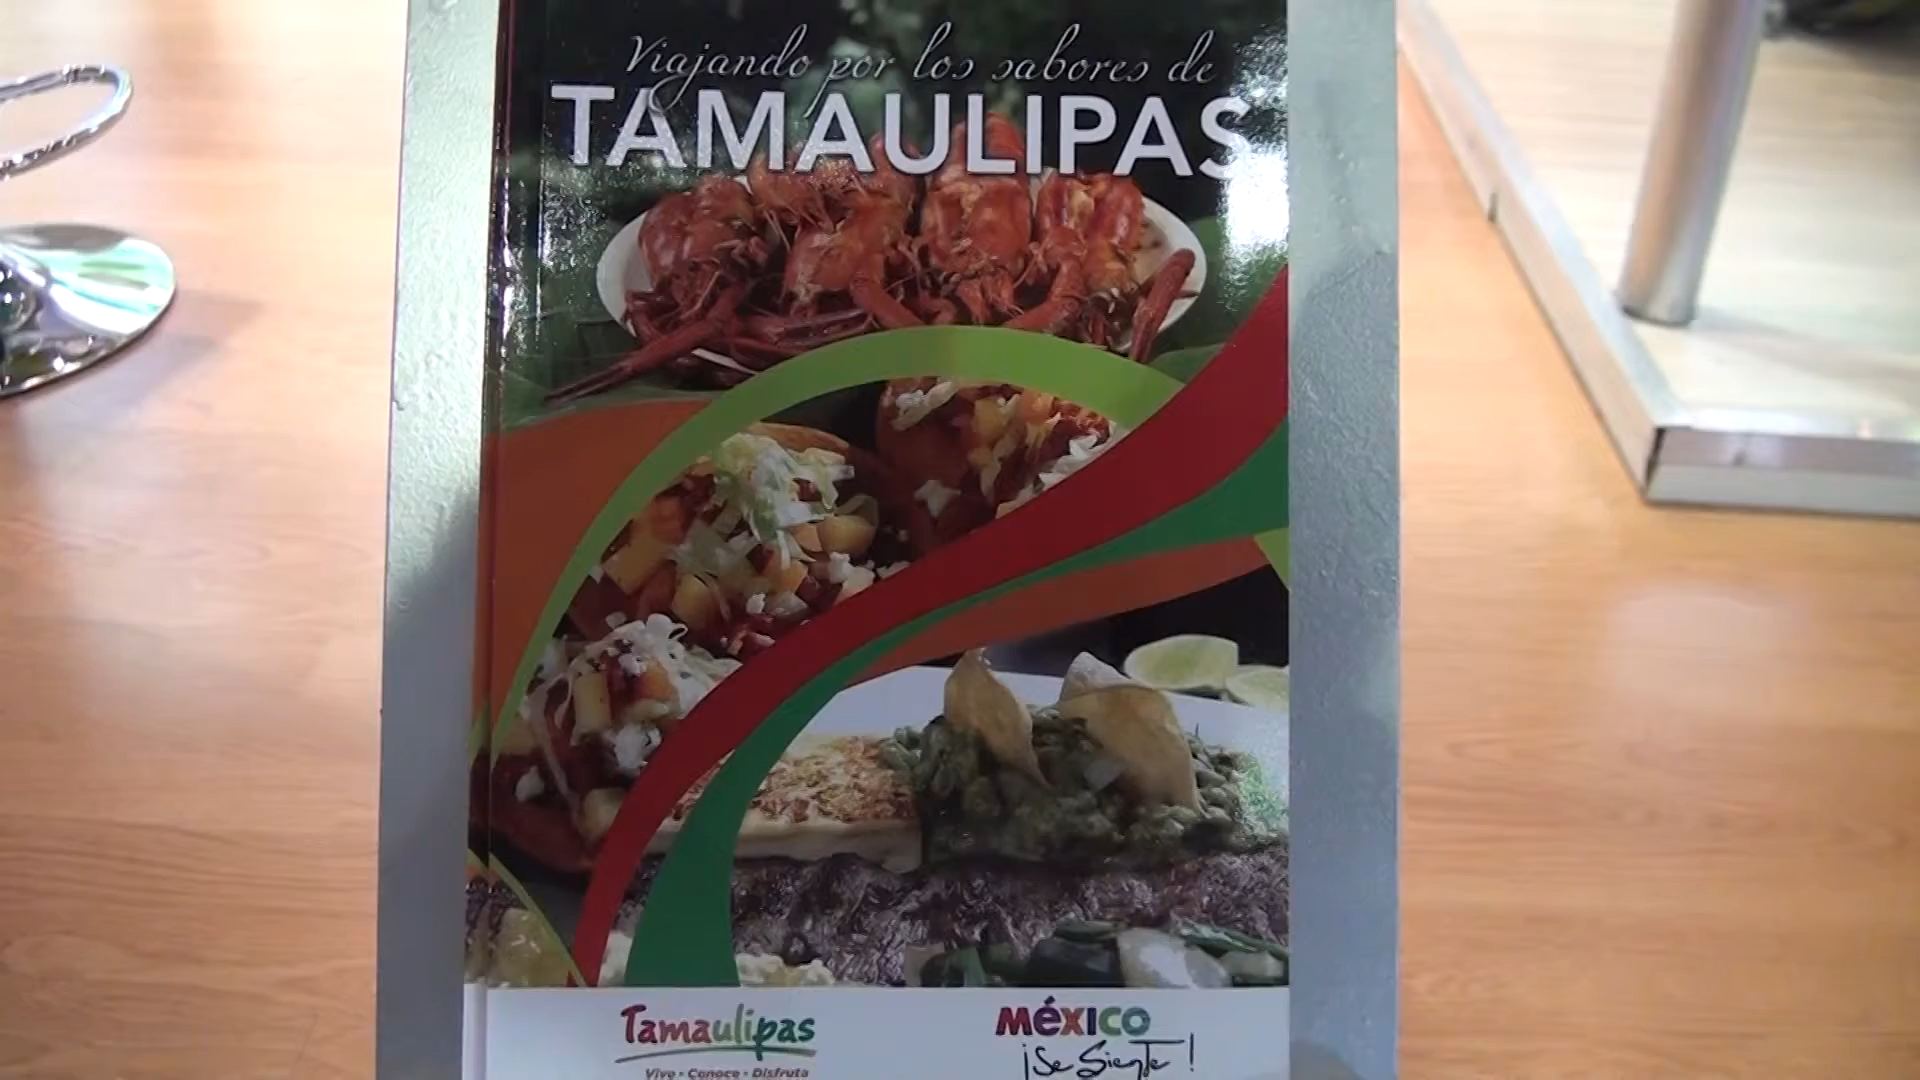 Viajando por los sabores de
TAMAULIPAS
Tamaulipas
Vive • Conoce • Disfruta
MÉXICO
¡Se Siente!